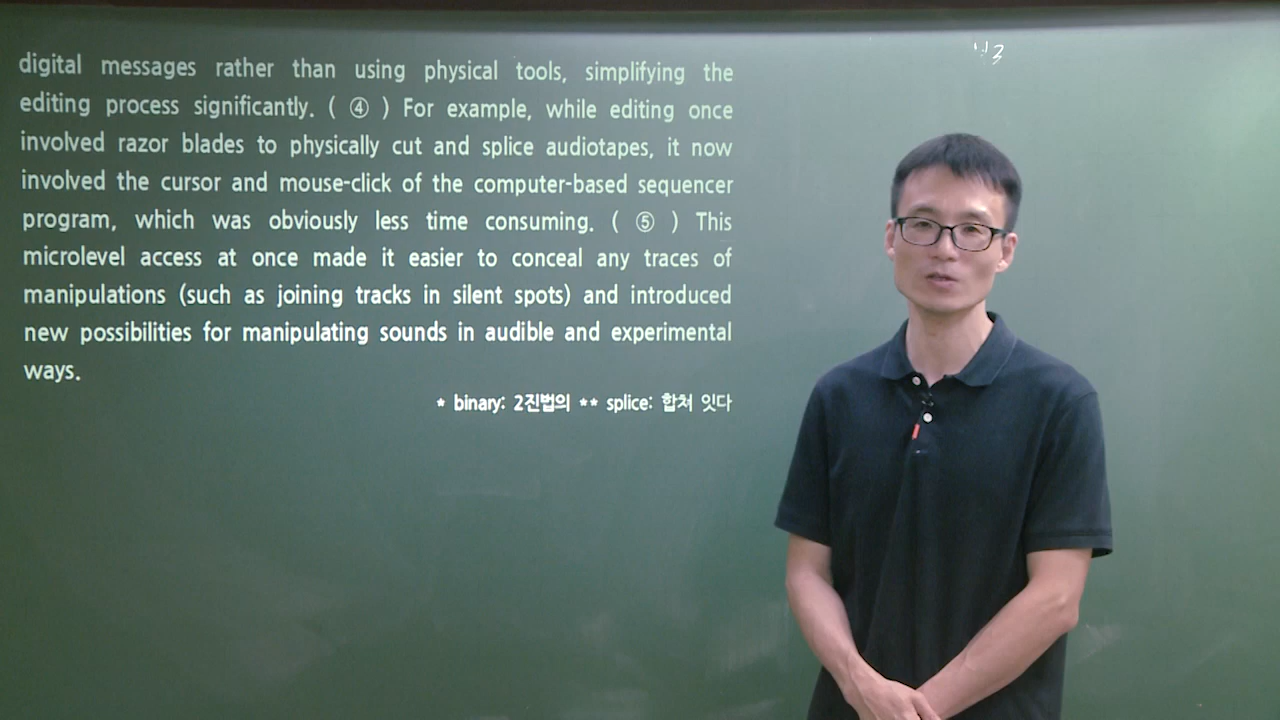 digital messages rather than using physical tools, simplifying the
editing process significantly. ( ④ ) For example, while editing once
involved razor blades to physically cut and splice audiotapes, it now
involved the cursor and mouse-click of the computer-based sequencer
program, which was obviously less time consuming. ( ⑤ ) This
microlevel access at once made it easier to conceal any traces of
manipulations (such as joining tracks in silent spots) and introduced
new possibilities for manipulating sounds in audible and experimental
ways.
* binary: 2진법의 ** splice: 합쳐 잇다